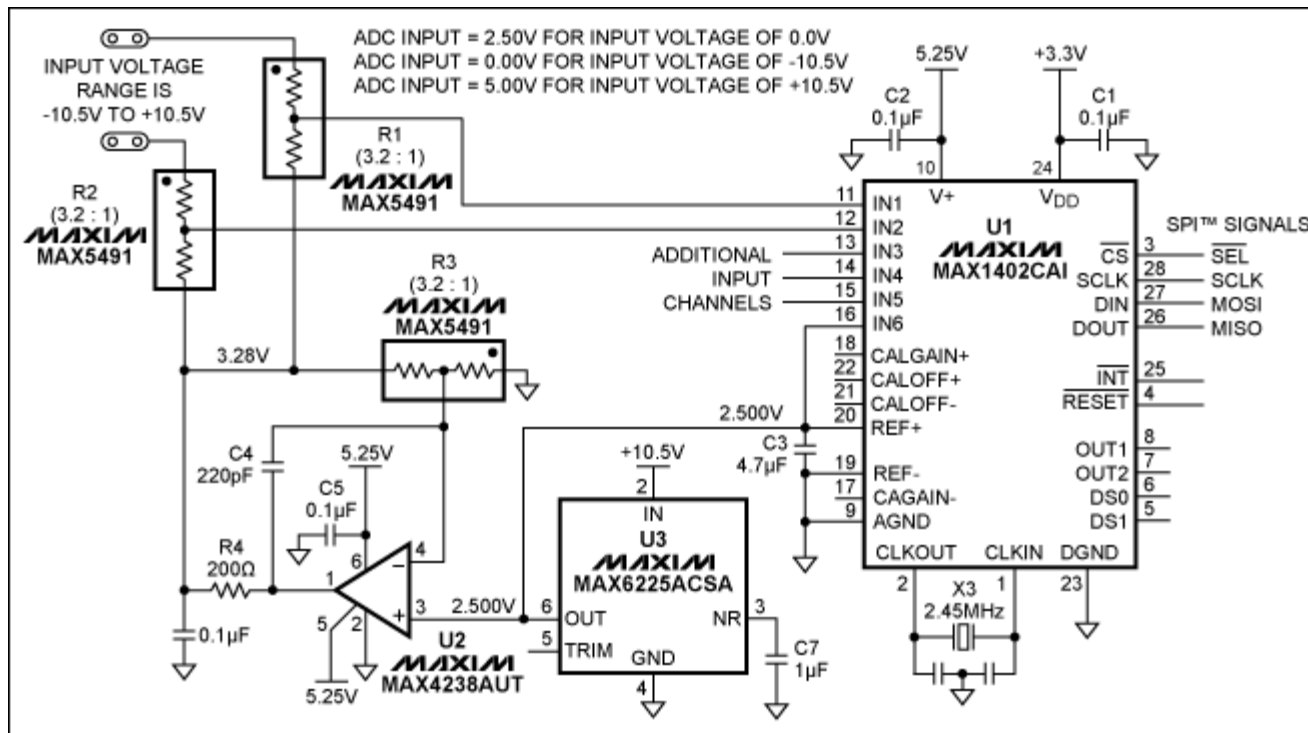 INPUT VOLTAGE
RANGE IS
-10.5V TO +10.5V
ADC INPUT = 2.50V FOR INPUT VOLTAGE OF 0.0V
ADC INPUT = 0.00V FOR INPUT VOLTAGE OF -10.5V
ADC INPUT = 5.00V FOR INPUT VOLTAGE OF +10.5V
R1
(3.2 : 1)
MAXIM
MAX5491
R2
(3.2 : 1)
MAXIM
MAX5491
R3
(3.2 : 1)
MAXIM
MAX5491
3.28V
ADDITIONAL
INPUT
CHANNELS
5.25V
C2
0.1µF
+3.3V
C1
0.1µF
10
V+
24
VDD
U1
MAXIM
MAX1402CAI
11 IN1
12 IN2
13 IN3
14 IN4
15 IN5
16 IN6
18 CALGAIN+
22 CALOFF+
21 CALOFF-
20 REF+
19 REF-
17 CAGAIN-
9 AGND
SPI™ SIGNALS
CS 3 SEL
SCLK 28 SCLK
DIN 27 MOSI
DOUT 26 MISO
INT 25
RESET 4
OUT1 8
OUT2 7
DS0 6
DS1 5
CLKOUT
CLKIN
DGND
2
1
23
X3
2.45MHz
2.500V
C3
4.7µF
C4
220pF
5.25V
C5
0.1µF
R4
200Ω
0.1µF
1
6
4
−
+
3
5
2
5.25V
U2
MAXIM
MAX4238AUT
2.500V
+10.5V
2
IN
U3
MAXIM
MAX6225ACSA
6 OUT
5 TRIM
GND
4
NR 3
C7
1µF